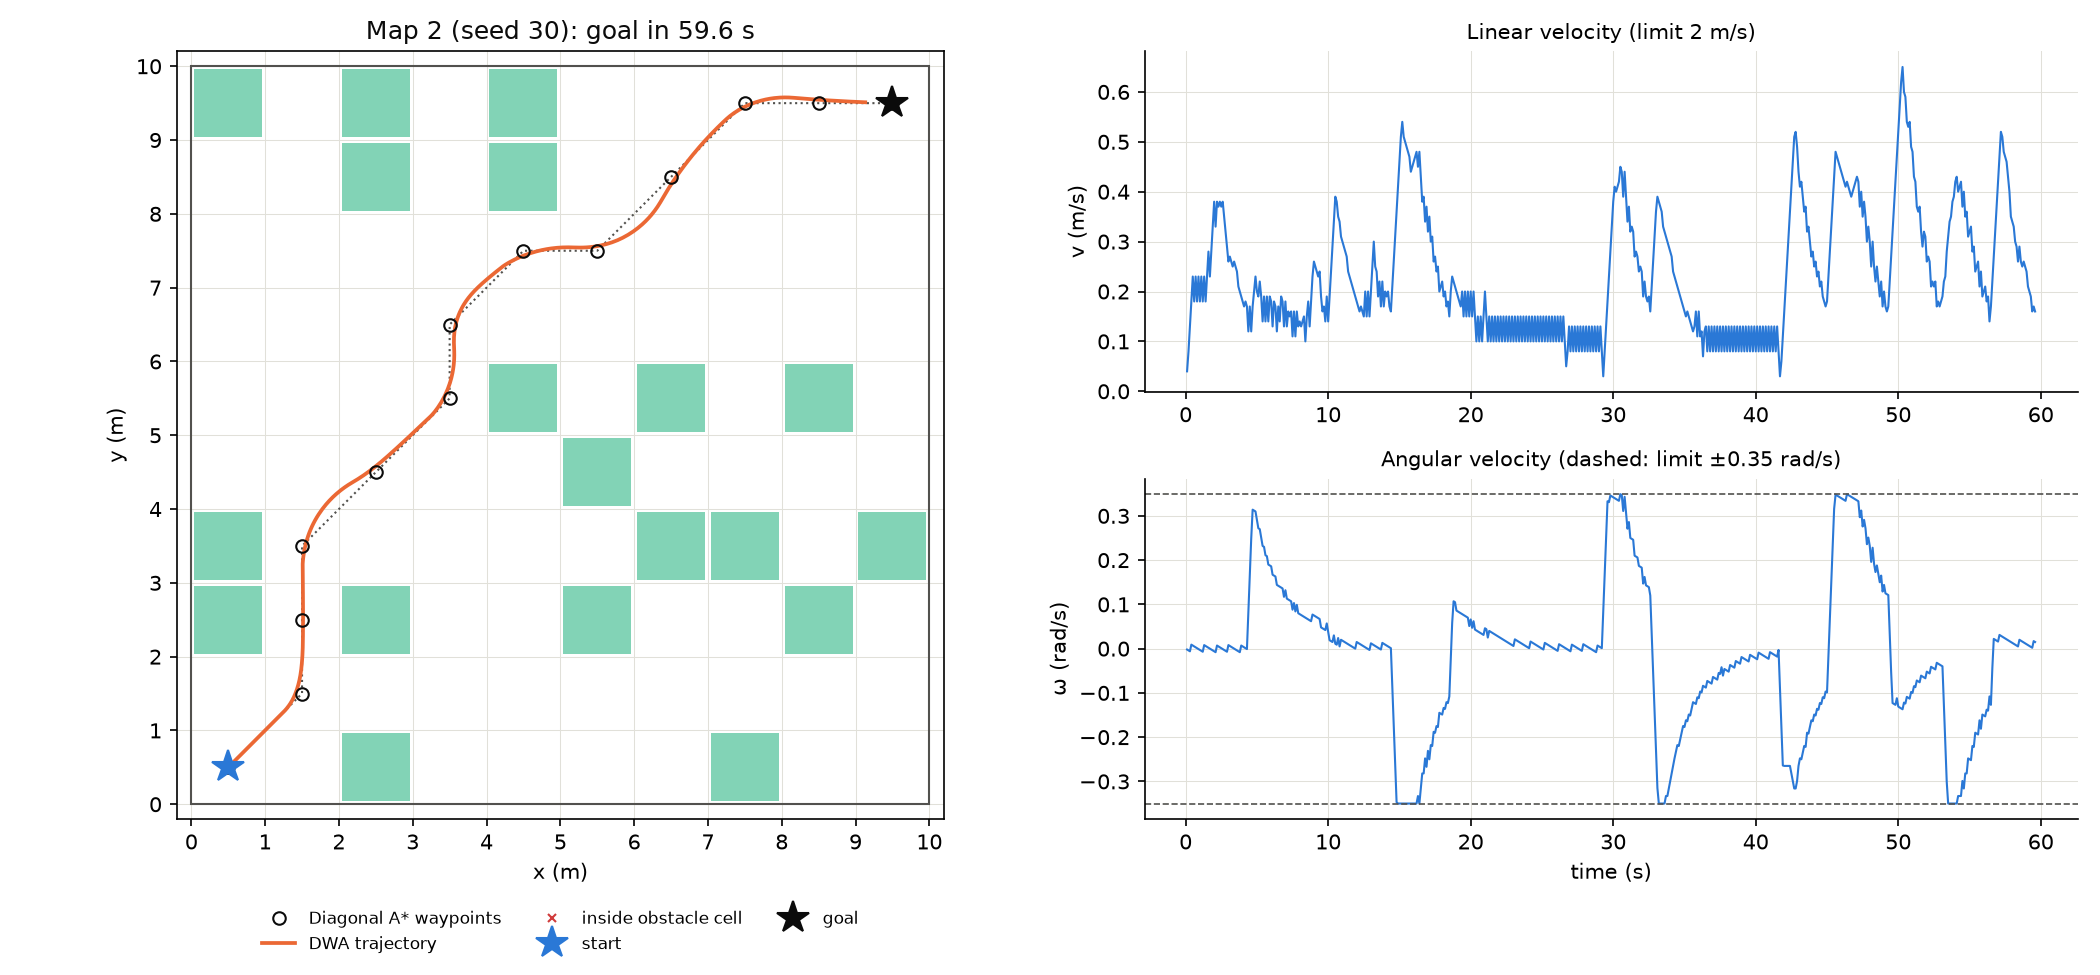 Map 2 (seed 30): goal in 59.6 s
10
9
8
7
6
5
4
3
2
1
0
y (m)
0 1 2 3 4 5 6 7 8 9 10
x (m)
Diagonal A* waypoints
DWA trajectory
inside obstacle cell
start
goal
Linear velocity (limit 2 m/s)
0.6
0.5
0.4
0.3
0.2
0.1
0.0
v (m/s)
0 10 20 30 40 50 60
Angular velocity (dashed: limit ±0.35 rad/s)
0.3
0.2
0.1
0.0
−0.1
−0.2
−0.3
ω (rad/s)
0 10 20 30 40 50 60
time (s)